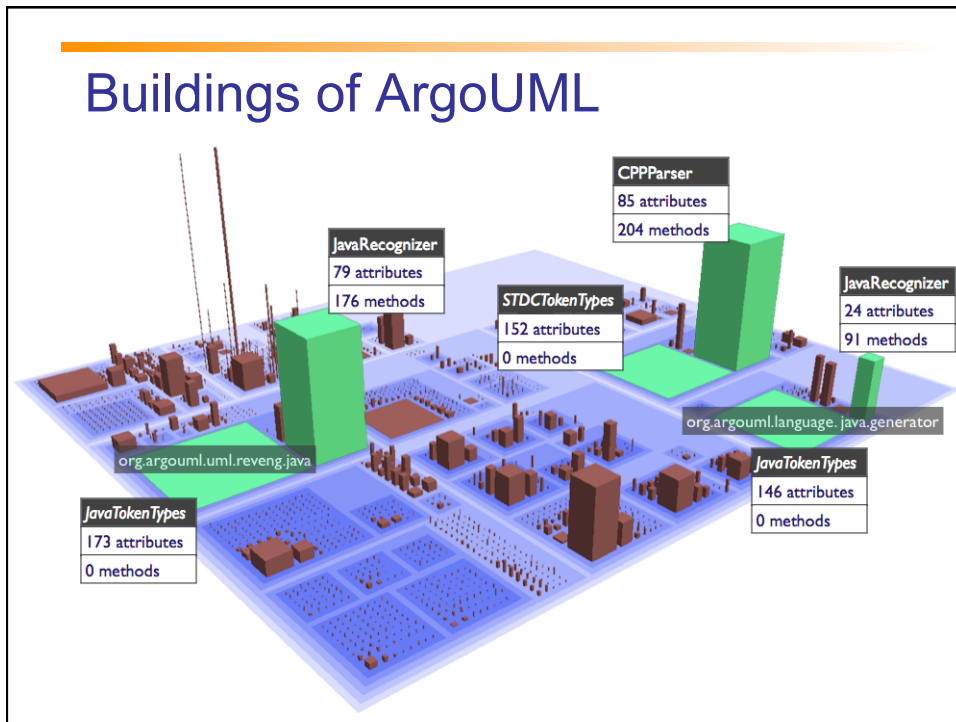 Buildings of ArgoUML
CPPParser
85 attributes
204 methods
JavaRecognizer
79 attributes
176 methods
STDCTokenTypes
152 attributes
0 methods
JavaRecognizer
24 attributes
91 methods
org.argouml.language. java.generator
org.argouml.uml.reveng.java
JavaTokenTypes
146 attributes
0 methods
JavaTokenTypes
173 attributes
0 methods